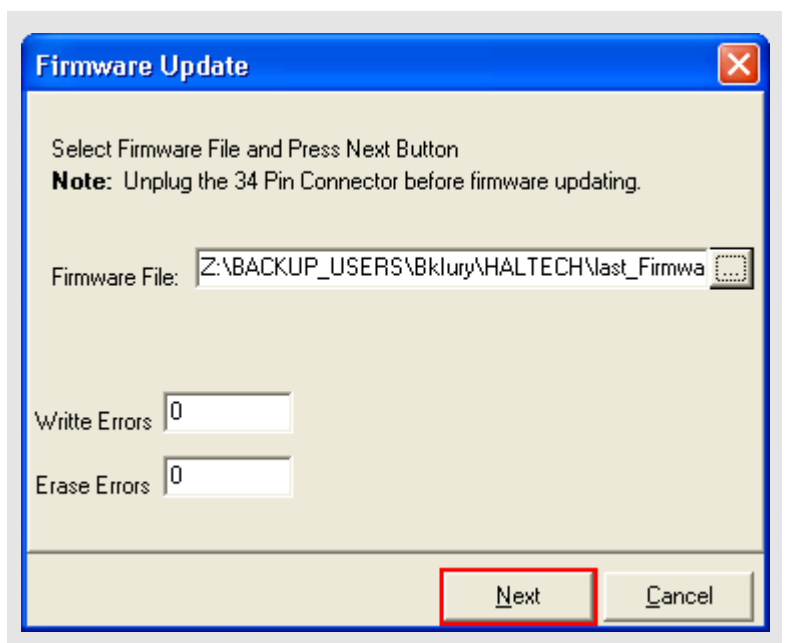 Firmware Update
Select Firmware File and Press Next Button
Note: Unplug the 34 Pin Connector before firmware updating.
Firmware File: Z:\BACKUP_USERS\Bklury\HALTECH\last_Firmwa ...
Writte Errors 0
Erase Errors 0
Next Cancel